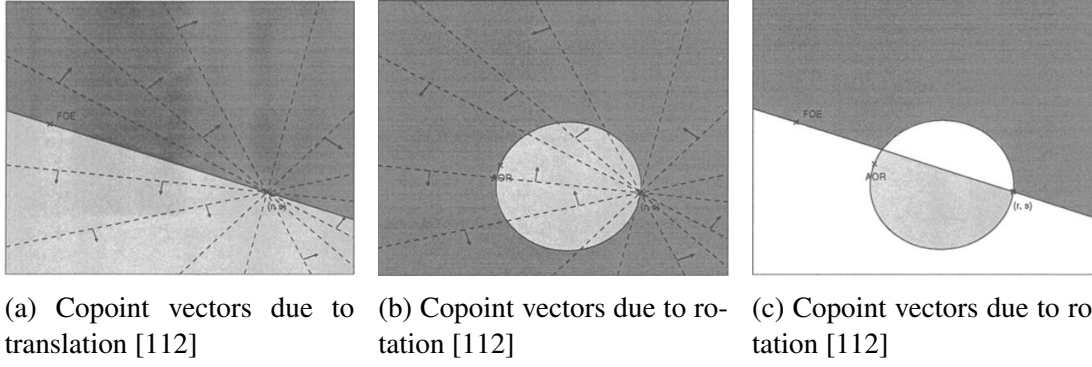 FOE
(r, s)
AOR
(r, s)
FOE
AOR
(r, s)
(a) Copoint vectors due to
translation [112]
(b) Copoint vectors due to ro-
tation [112]
(c) Copoint vectors due to ro-
tation [112]